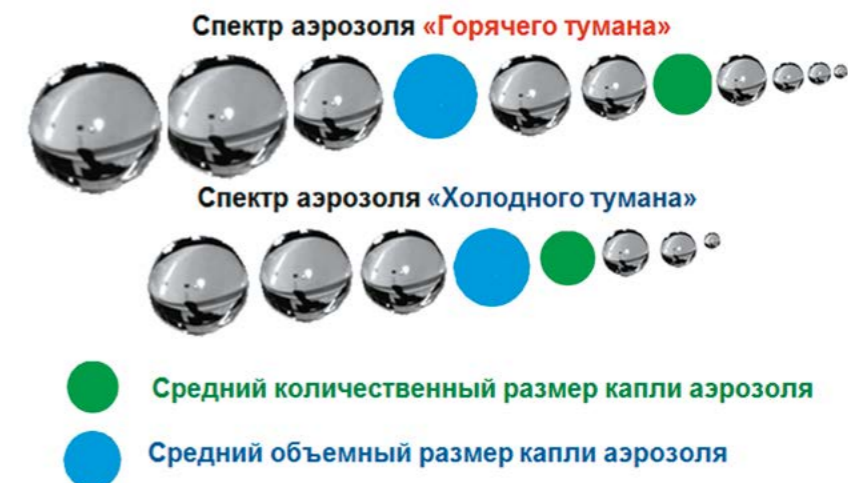 Спектр аэрозоля «Горячего тумана»
Спектр аэрозоля «Холодного тумана»
Средний количественный размер капли аэрозоля
Средний объемный размер капли аэрозоля